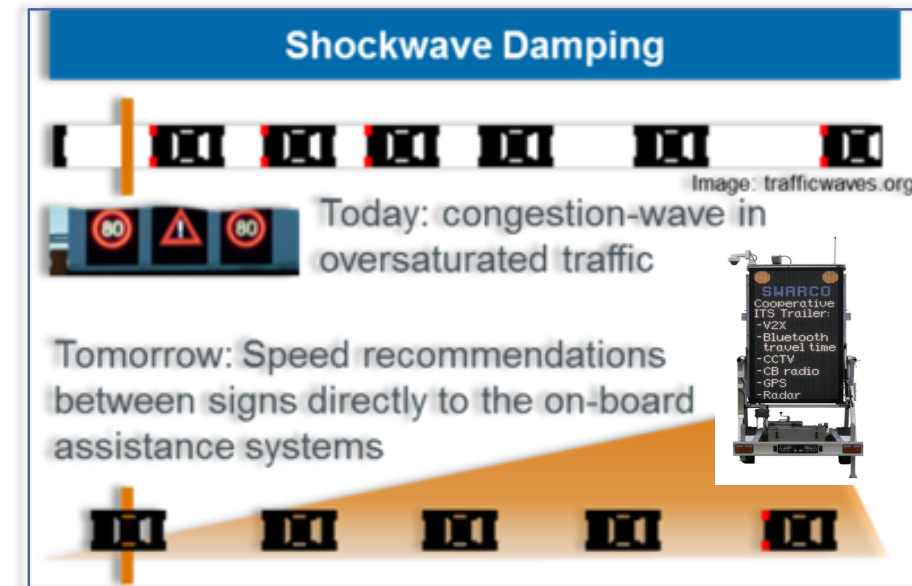 Shockwave Damping
Image: trafficwaves.org
80
80
Today: congestion-wave in
oversaturated traffic
SWARCO
Cooperative
ITS Trailer:
-V2X
-Bluetooth
travel time
-CCTV
-CB radio
-GPS
-Radar
Tomorrow: Speed recommendations
between signs directly to the on-board
assistance systems